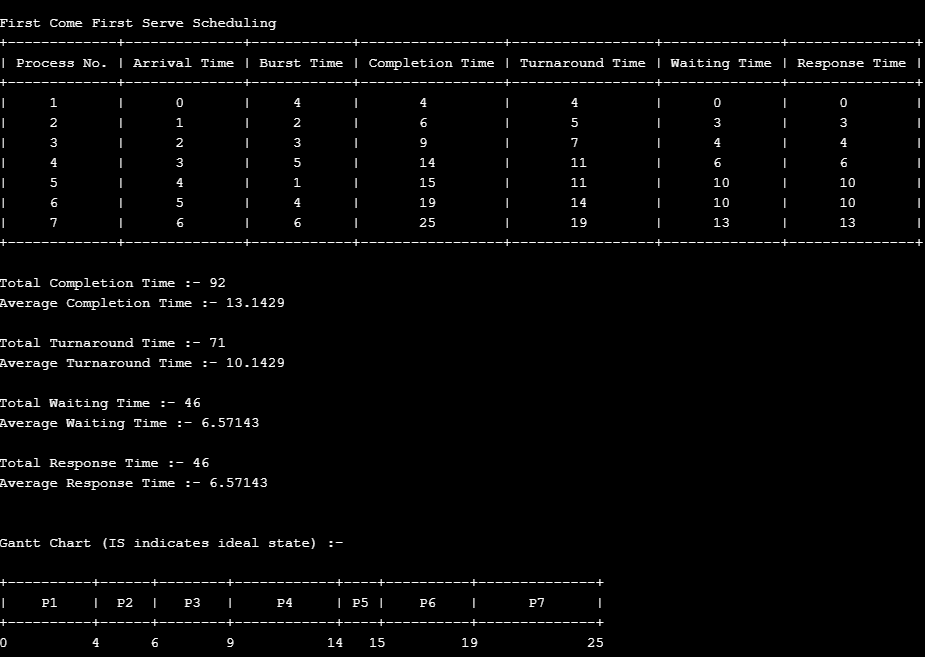 First Come First Serve Scheduling
+-------------+--------------+------------+-----------------+-----------------+--------------+---------------+
| Process No. | Arrival Time | Burst Time | Completion Time | Turnaround Time | Waiting Time | Response Time |
+-------------+--------------+------------+-----------------+-----------------+--------------+---------------+
|     1       |      0       |     4      |       4         |       4         |      0       |      0        |
|     2       |      1       |     2      |       6         |       5         |      3       |      3        |
|     3       |      2       |     3      |       9         |       7         |      4       |      4        |
|     4       |      3       |     5      |       14        |       11        |      6       |      6        |
|     5       |      4       |     1      |       15        |       11        |      10      |      10       |
|     6       |      5       |     4      |       19        |       14        |      10      |      10       |
|     7       |      6       |     6      |       25        |       19        |      13      |      13       |
+-------------+--------------+------------+-----------------+-----------------+--------------+---------------+
Total Completion Time :- 92
Average Completion Time :- 13.1429
Total Turnaround Time :- 71
Average Turnaround Time :- 10.1429
Total Waiting Time :- 46
Average Waiting Time :- 6.57143
Total Response Time :- 46
Average Response Time :- 6.57143
Gantt Chart (IS indicates ideal state) :-
+----------+------+--------+------------+----+----------+--------------+
|    P1    |  P2  |   P3   |     P4     | P5 |    P6    |      P7      |
+----------+------+--------+------------+----+----------+--------------+
0          4      6        9           14   15         19             25